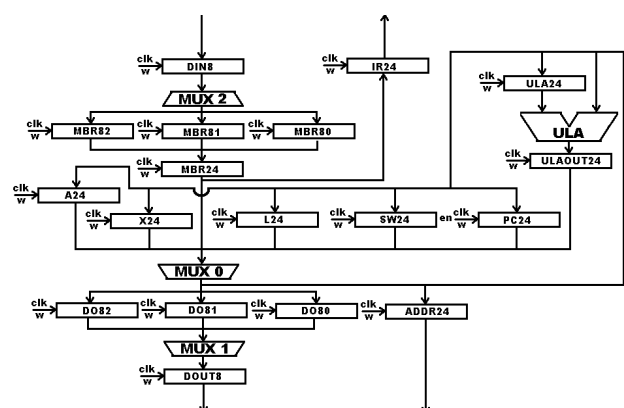 clk
w
DIN8
clk
w
IR24
clk
w
ULA24
MUX 2
clk
w
MBR82
clk
w
MBR81
clk
w
MBR80
ULA
clk
w
ULAOUT24
clk
w
MBR24
clk
w
A24
clk
w
X24
clk
w
L24
clk
w
SW24
en
clk
w
PC24
MUX 0
clk
w
DO82
clk
w
DO81
clk
w
DO80
clk
w
ADDR24
MUX 1
clk
w
DOUT8